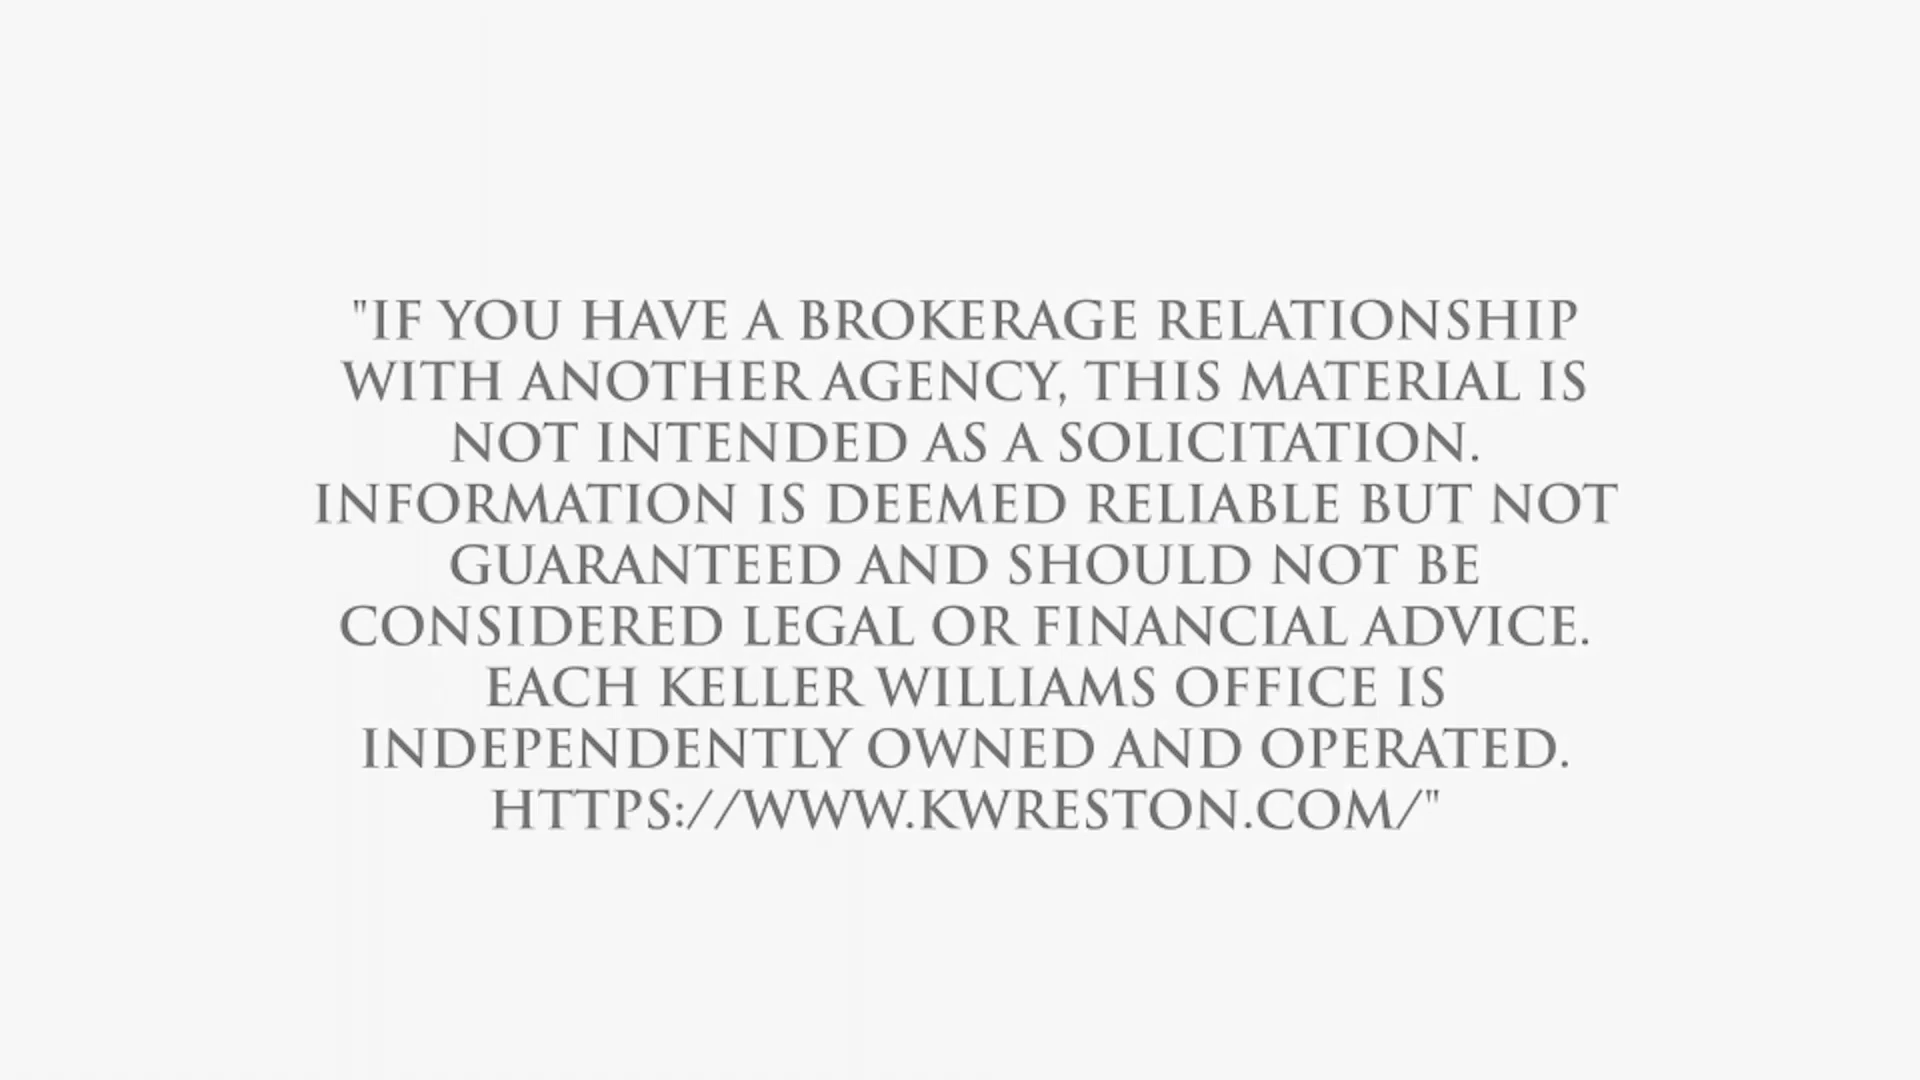 "IF YOU HAVE A BROKERAGE RELATIONSHIP
WITH ANOTHER AGENCY, THIS MATERIAL IS
NOT INTENDED AS A SOLICITATION.
INFORMATION IS DEEMED RELIABLE BUT NOT
GUARANTEED AND SHOULD NOT BE
CONSIDERED LEGAL OR FINANCIAL ADVICE.
EACH KELLER WILLIAMS OFFICE IS
INDEPENDENTLY OWNED AND OPERATED.
HTTPS://WWW.KWRESTON.COM/"